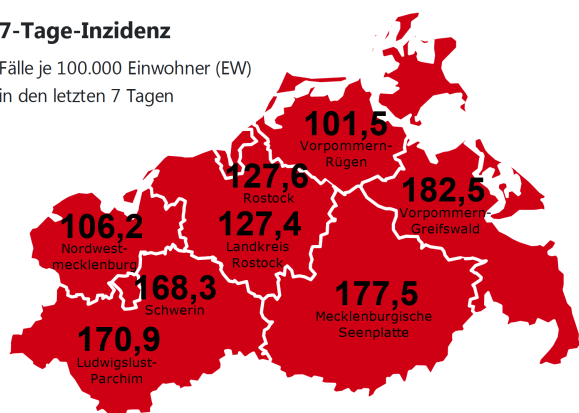 7-Tage-Inzidenz
Fälle je 100.000 Einwohner (EW)
in den letzten 7 Tagen
101,5
Vorpommern-
Rügen
127,6
Rostock
182,5
Vorpommern-
Greifswald
106,2
Nordwest-
mecklenburg
127,4
Landkreis
Rostock
168,3
Schwerin
177,5
Mecklenburgische
Seenplatte
170,9
Ludwigslust-
Parchim